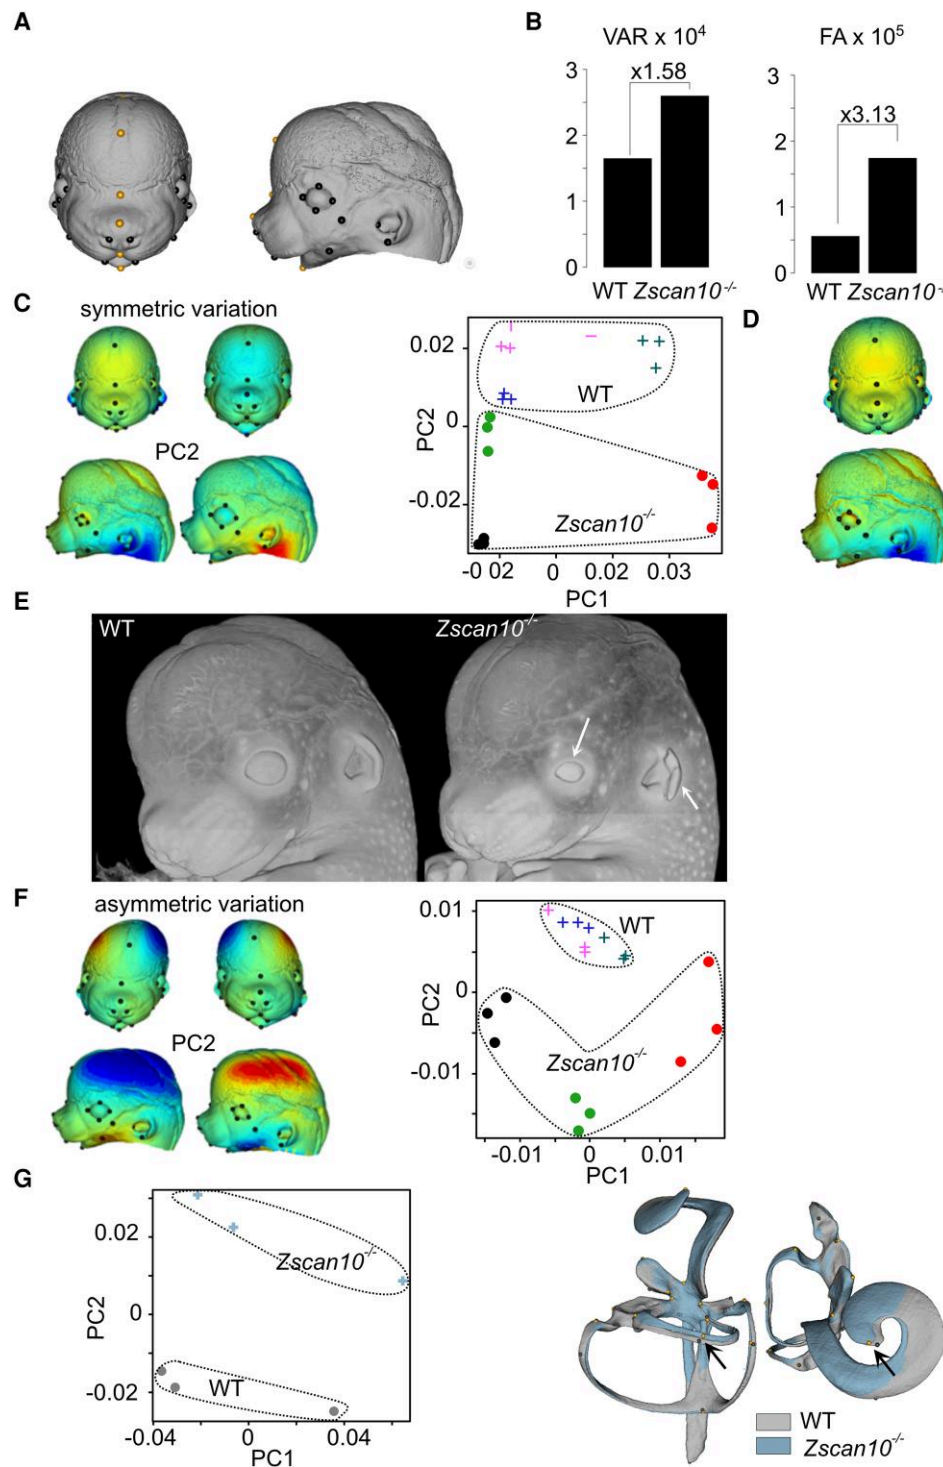 A
B
VAR x 10⁴
FA x 10⁵
3
2
1
0
x1.58
WT Zscan10⁻/⁻
3
2
1
0
x3.13
WT Zscan10⁻/
C
symmetric variation
PC2
PC2
0.02
0
-0.02
WT
Zscan10⁻/⁻
-0 02
0
0.02
0.03
PC1
D
E
WT
Zscan10⁻/⁻
F
asymmetric variation
PC2
PC2
0.01
0
-0.01
WT
Zscan10⁻/⁻
-0.01
0
0.01
PC1
G
PC2
0.02
0
-0.02
Zscan10⁻/⁻
WT
-0.04
0
0.04
PC1
WT
Zscan10⁻/⁻